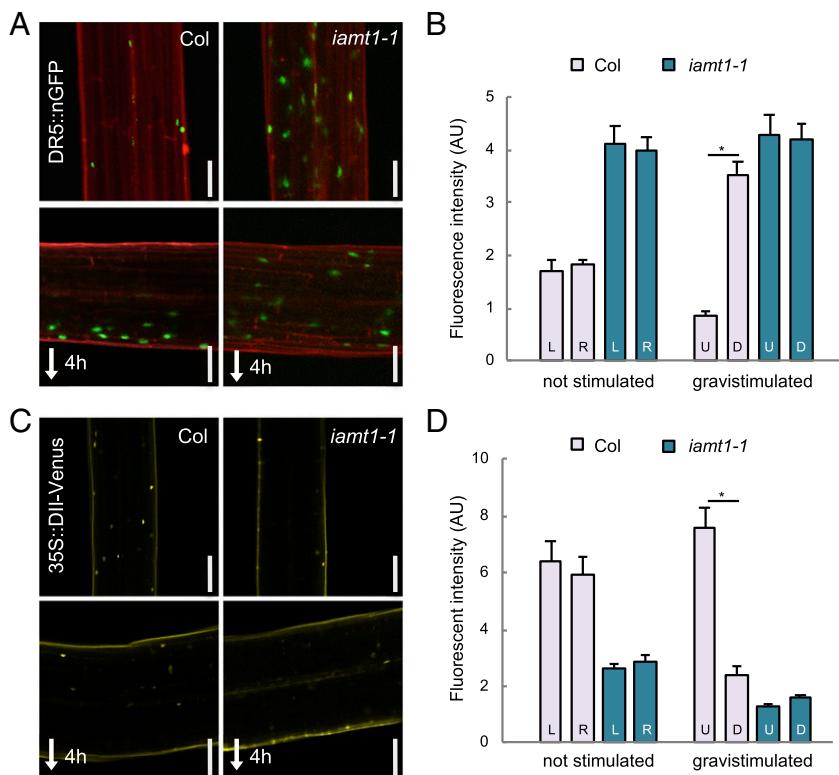 A
DR5::nGFP
Col
iamt1-1
4h
4h
B
Col
iamt1-1
Fluorescence intensity (AU)
5
4
3
2
1
0
*
L
R
L
R
U
D
U
D
not stimulated
gravistimulated
C
35S::DII-Venus
Col
iamt1-1
4h
4h
D
Col
iamt1-1
Fluorescent intensity (AU)
10
8
6
4
2
0
*
L
R
L
R
U
D
U
D
not stimulated
gravistimulated